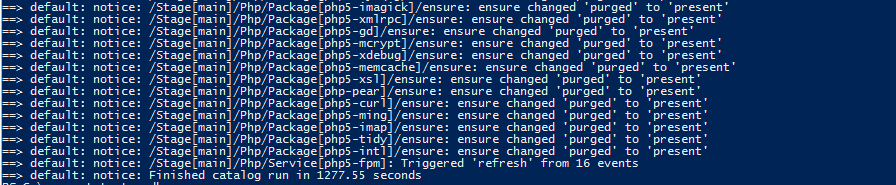 ==> default: notice: /Stage[main]/Php/Package[php5-imagick]/ensure: ensure changed 'purged' to 'present'
==> default: notice: /Stage[main]/Php/Package[php5-xmlrpc]/ensure: ensure changed 'purged' to 'present'
==> default: notice: /Stage[main]/Php/Package[php5-gd]/ensure: ensure changed 'purged' to 'present'
==> default: notice: /Stage[main]/Php/Package[php5-mcrypt]/ensure: ensure changed 'purged' to 'present'
==> default: notice: /Stage[main]/Php/Package[php5-xdebug]/ensure: ensure changed 'purged' to 'present'
==> default: notice: /Stage[main]/Php/Package[php5-memcache]/ensure: ensure changed 'purged' to 'present'
==> default: notice: /Stage[main]/Php/Package[php5-xsl]/ensure: ensure changed 'purged' to 'present'
==> default: notice: /Stage[main]/Php/Package[php-pear]/ensure: ensure changed 'purged' to 'present'
==> default: notice: /Stage[main]/Php/Package[php5-curl]/ensure: ensure changed 'purged' to 'present'
==> default: notice: /Stage[main]/Php/Package[php5-ming]/ensure: ensure changed 'purged' to 'present'
==> default: notice: /Stage[main]/Php/Package[php5-imap]/ensure: ensure changed 'purged' to 'present'
==> default: notice: /Stage[main]/Php/Package[php5-tidy]/ensure: ensure changed 'purged' to 'present'
==> default: notice: /Stage[main]/Php/Package[php5-intl]/ensure: ensure changed 'purged' to 'present'
==> default: notice: /Stage[main]/Php/Service[php5-fpm]: Triggered 'refresh' from 16 events
==> default: notice: Finished catalog run in 1277.55 seconds